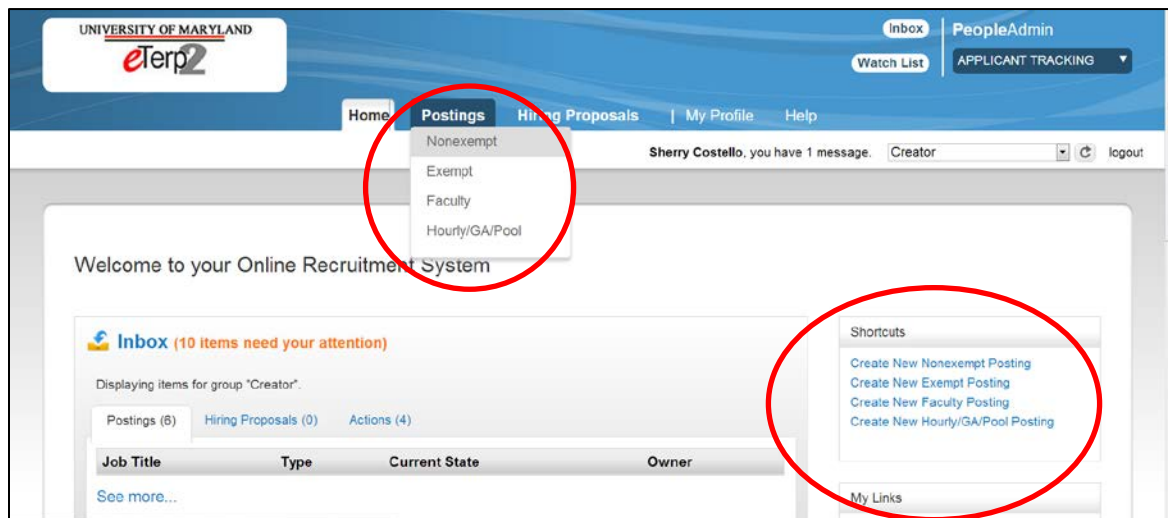 UNIVERSITY OF MARYLAND
eTerp2
Inbox
PeopleAdmin
Watch List
APPLICANT TRACKING
Home Postings Hiring Proposals | My Profile Help
Nonexempt
Exempt
Faculty
Hourly/GA/Pool
Sherry Costello, you have 1 message. Creator logout
Welcome to your Online Recruitment System
Inbox (10 items need your attention)
Displaying items for group "Creator".
Postings (6) Hiring Proposals (0) Actions (4)
Job Title Type Current State Owner
See more...
Shortcuts
Create New Nonexempt Posting
Create New Exempt Posting
Create New Faculty Posting
Create New Hourly/GA/Pool Posting
My Links